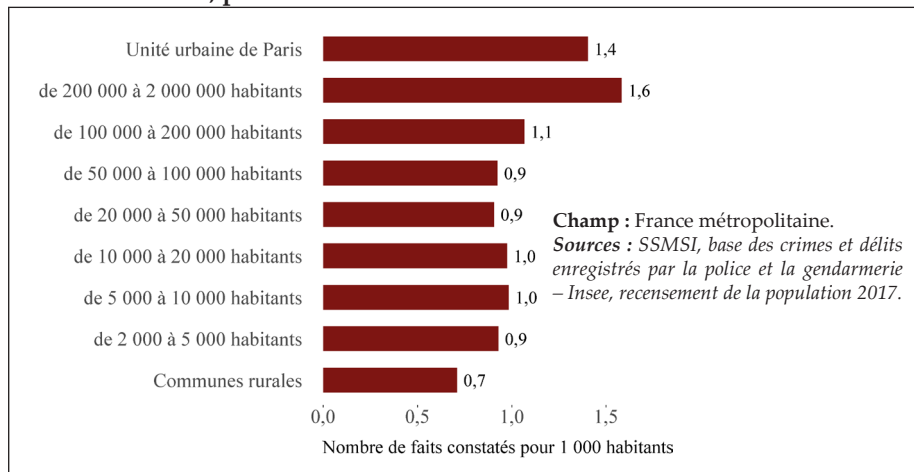 Unité urbaine de Paris
1,4
de 200 000 à 2 000 000 habitants
1,6
de 100 000 à 200 000 habitants
1,1
de 50 000 à 100 000 habitants
0,9
de 20 000 à 50 000 habitants
0,9
de 10 000 à 20 000 habitants
1,0
de 5 000 à 10 000 habitants
1,0
de 2 000 à 5 000 habitants
0,9
Communes rurales
0,7
0,0 0,5 1,0 1,5
Nombre de faits constatés pour 1 000 habitants
Champ : France métropolitaine.
Sources : SSMSI, base des crimes et délits
enregistrés par la police et la gendarmerie
– Insee, recensement de la population 2017.